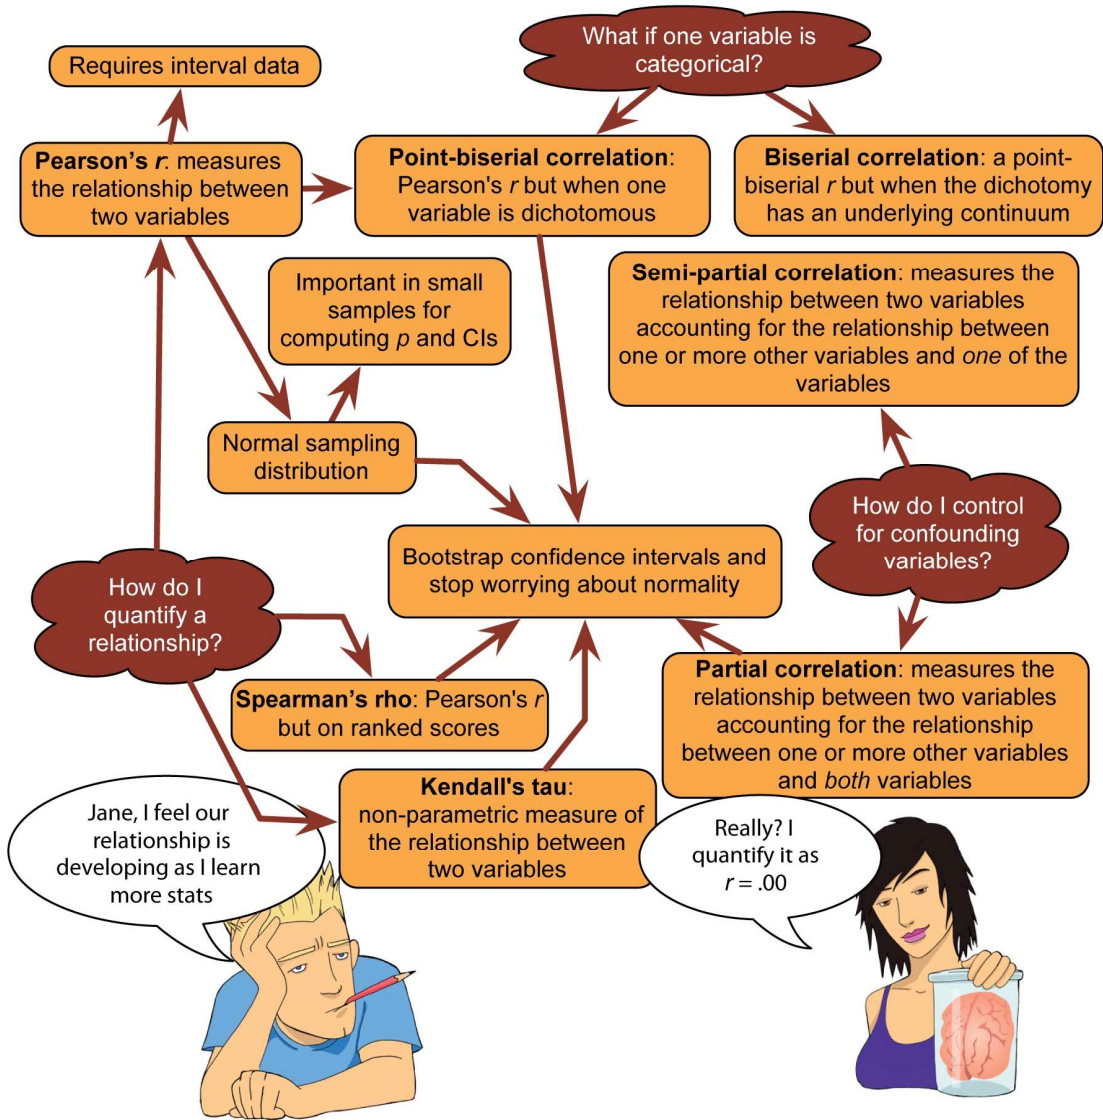 What if one variable is
categorical?
Requires interval data
Pearson's r: measures
the relationship between
two variables
Point-biserial correlation:
Pearson's r but when one
variable is dichotomous
Biserial correlation: a point-
biserial r but when the dichotomy
has an underlying continuum
Important in small
samples for
computing p and CIs
Semi-partial correlation: measures the
relationship between two variables
accounting for the relationship between
one or more other variables and one of the
variables
Normal sampling
distribution
How do I control
for confounding
variables?
Bootstrap confidence intervals and
stop worrying about normality
How do I
quantify a
relationship?
Spearman's rho: Pearson's r
but on ranked scores
Partial correlation: measures the
relationship between two variables
accounting for the relationship
between one or more other variables
and both variables
Kendall's tau:
non-parametric measure of
the relationship between
two variables
Jane, I feel our
relationship is
developing as I learn
more stats
Really? I
quantify it as
r = .00